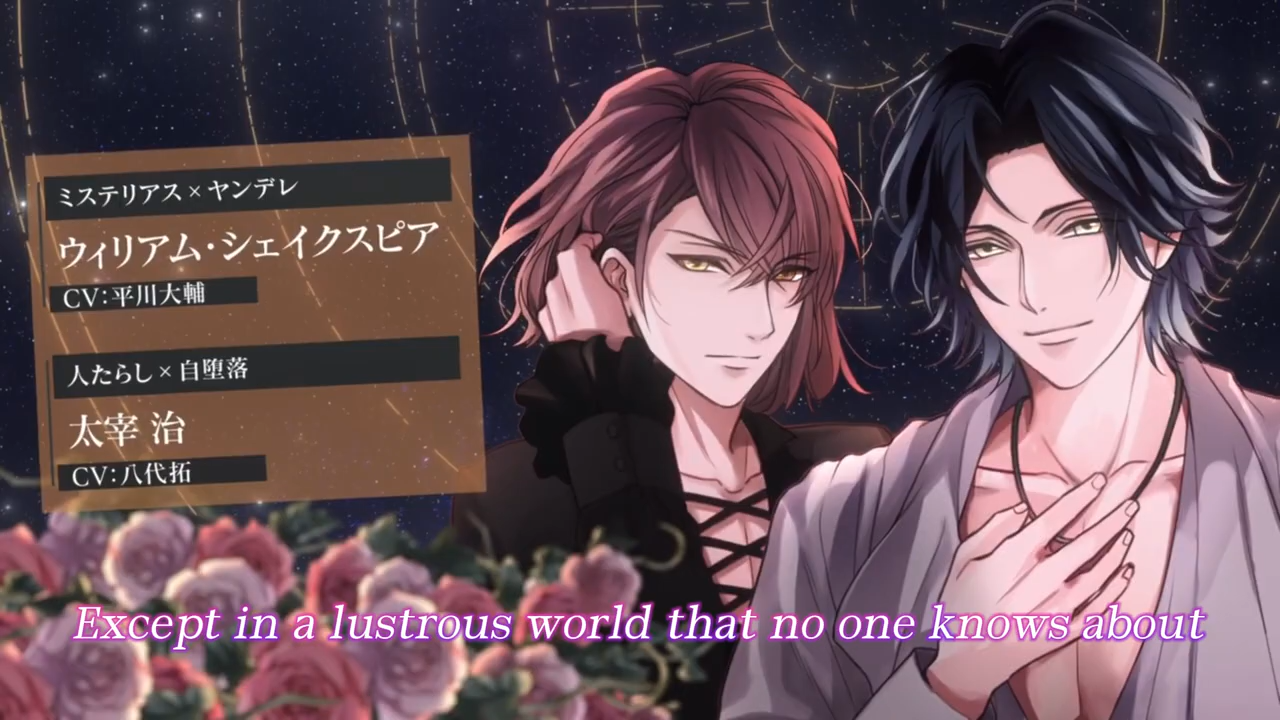 ミステリアス×ヤンデレ
ウィリアム・シェイクスピア
CV:平川大輔
人たらし×自堕落
太宰 治
CV:八代拓
Except in a lustrous world that no one knows about